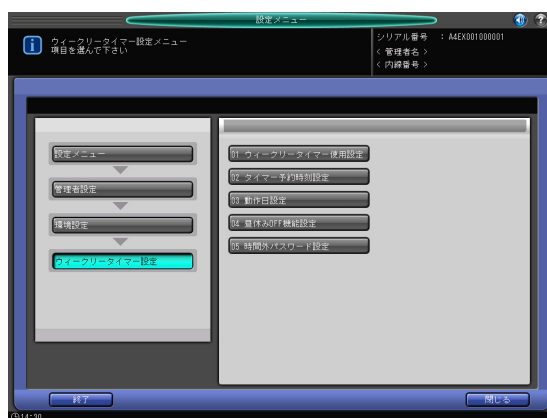 設定メニュー
ウィークリータイマー設定メニュー
項目を選んで下さい
シリアル番号 : A4EX001000001
< 管理者名 >
< 内線番号 >
設定メニュー
管理者設定
環境設定
ウィークリータイマー設定
01 ウィークリータイマー使用設定
02 タイマー予約時刻設定
03 動作日設定
04 昼休みOFF機能設定
05 時間外パスワード設定
終了
閉じる
14:30